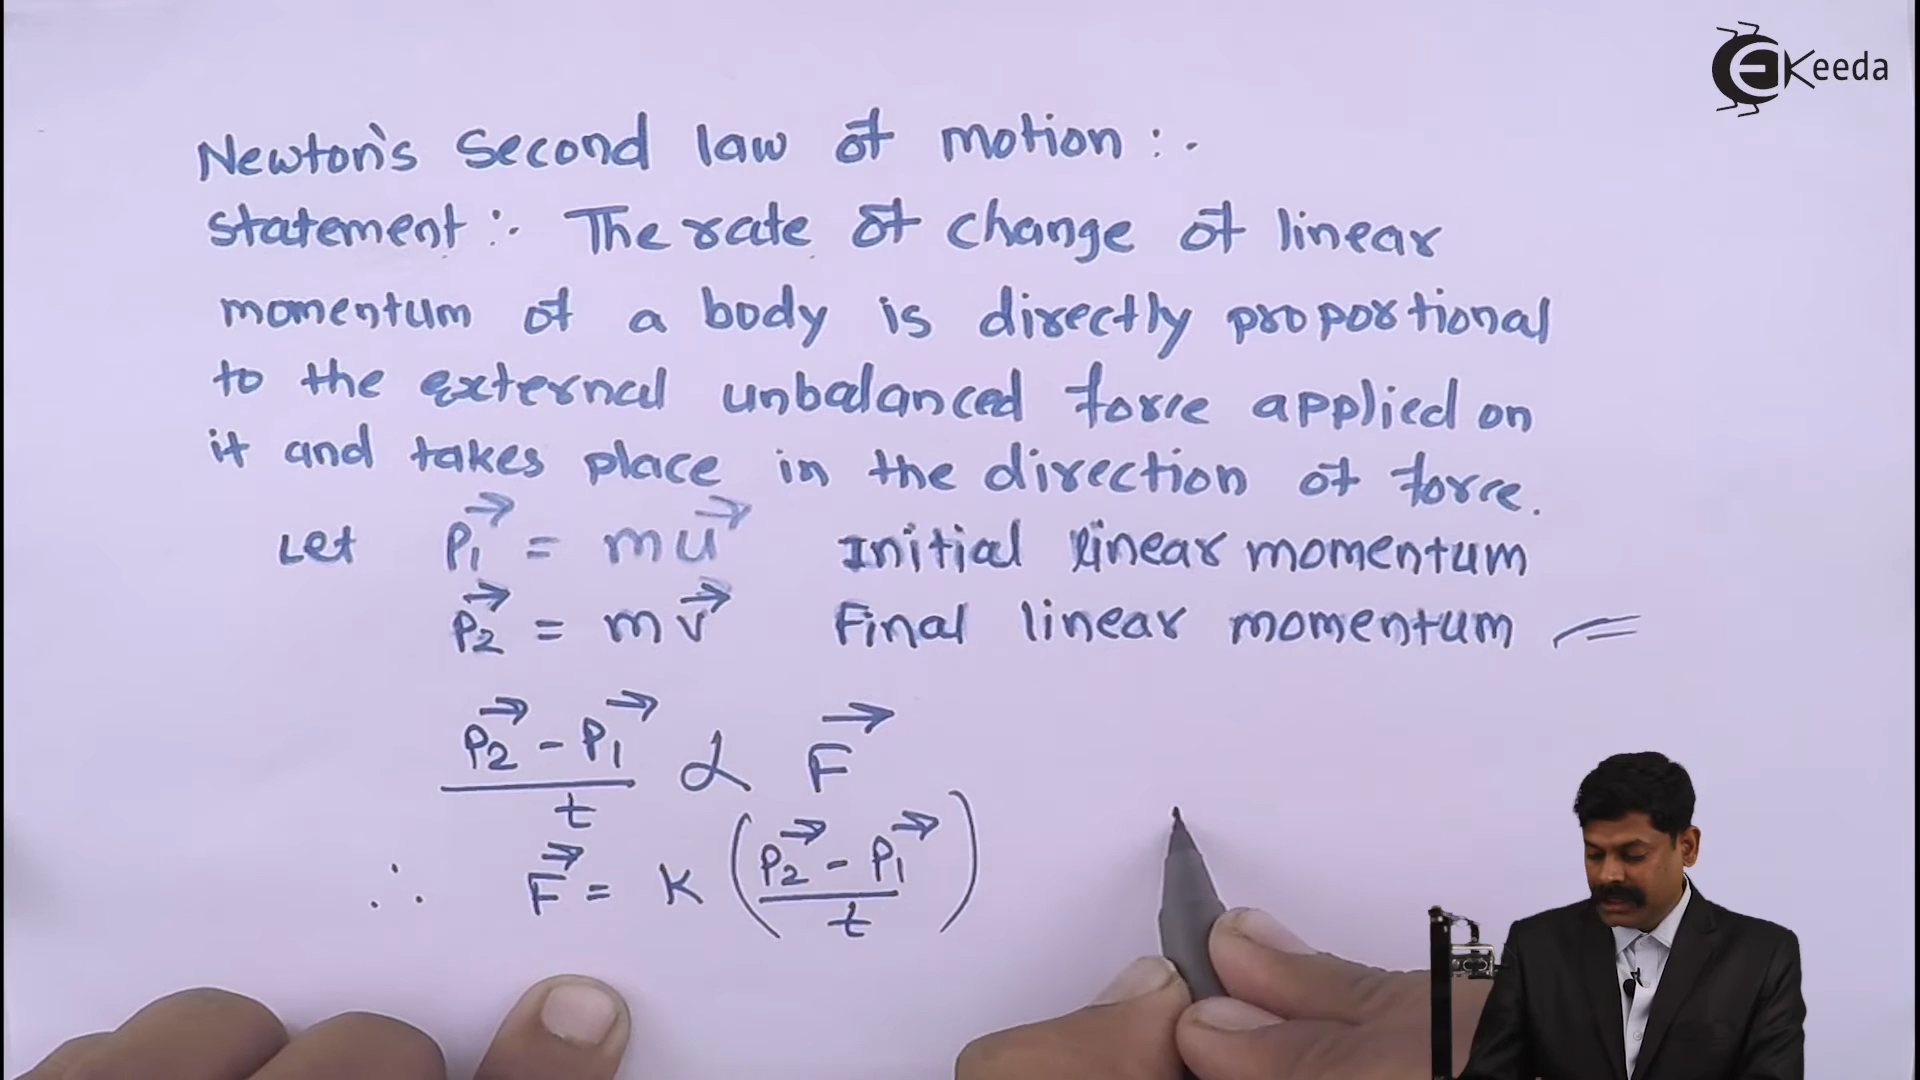 EKeeda
Newton's Second law of motion :-
Statement :- The rate of change of linear
momentum of a body is directly proportional
to the external unbalanced force applied on
it and takes place in the direction of force.
Let P₁⃗ = mu⃗ Initial linear momentum
P₂⃗ = mv⃗ Final linear momentum
(P₂⃗ - P₁⃗)/t ∝ F⃗
∴ F⃗ = K ((P₂⃗ - P₁⃗)/t)